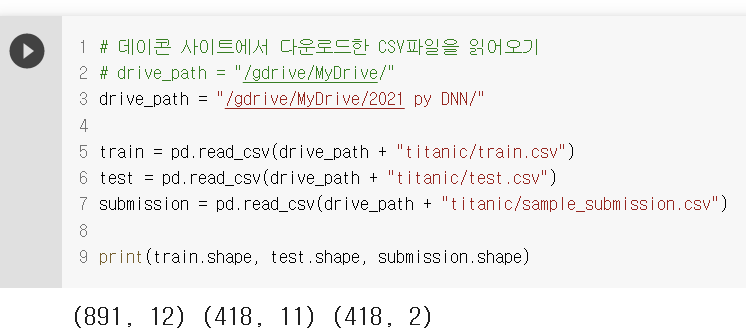 1 # 데이콘 사이트에서 다운로드한 CSV파일을 읽어오기
2 # drive_path = "/gdrive/MyDrive/"
3 drive_path = "/gdrive/MyDrive/2021 py DNN/"
4
5 train = pd.read_csv(drive_path + "titanic/train.csv")
6 test = pd.read_csv(drive_path + "titanic/test.csv")
7 submission = pd.read_csv(drive_path + "titanic/sample_submission.csv")
8
9 print(train.shape, test.shape, submission.shape)
(891, 12) (418, 11) (418, 2)